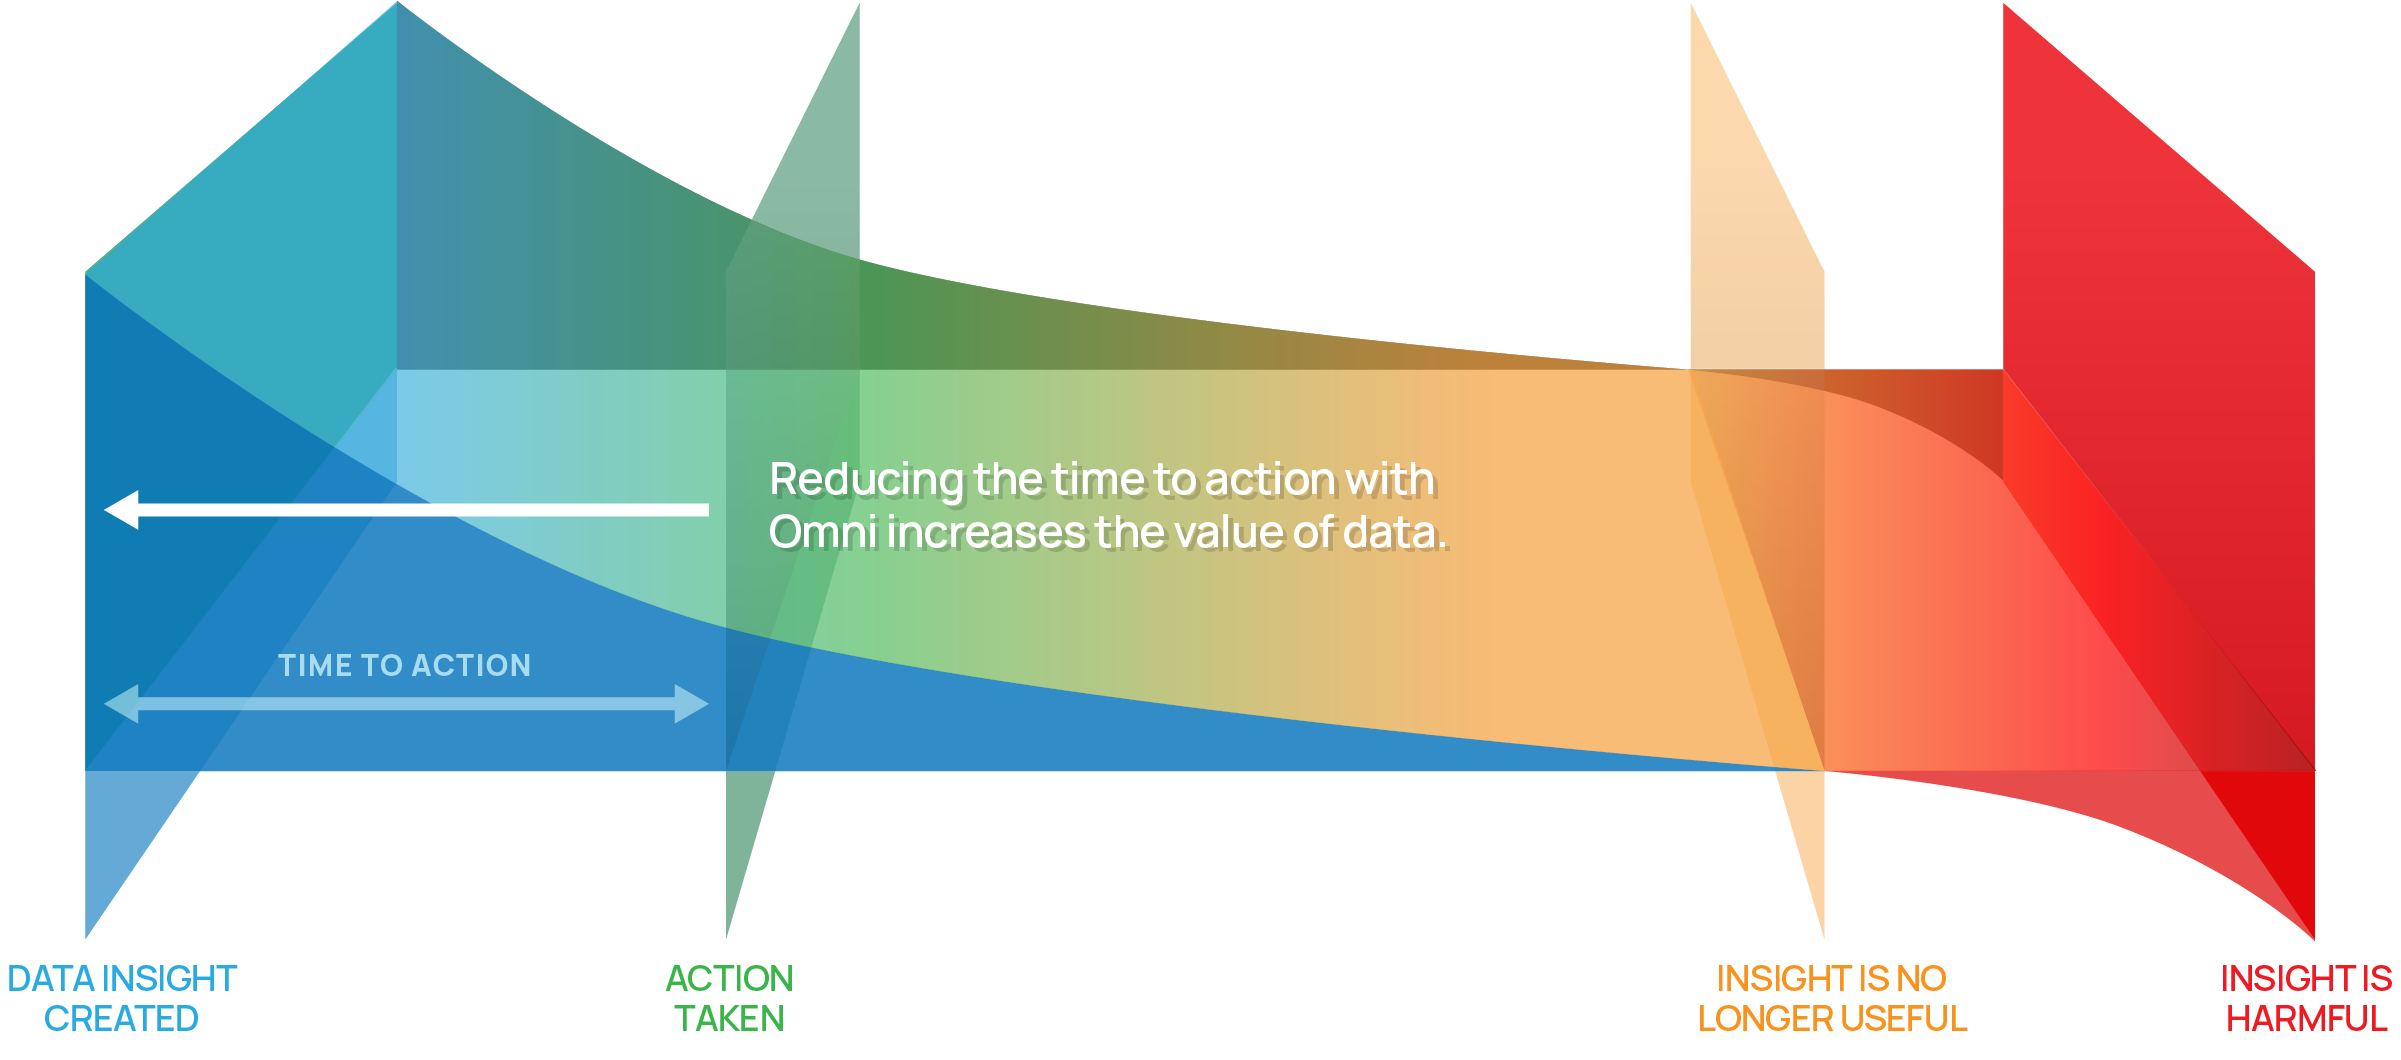 Reducing the time to action with
Omni increases the value of data.
TIME TO ACTION
DATA INSIGHT
CREATED
ACTION
TAKEN
INSIGHT IS NO
LONGER USEFUL
INSIGHT IS
HARMFUL